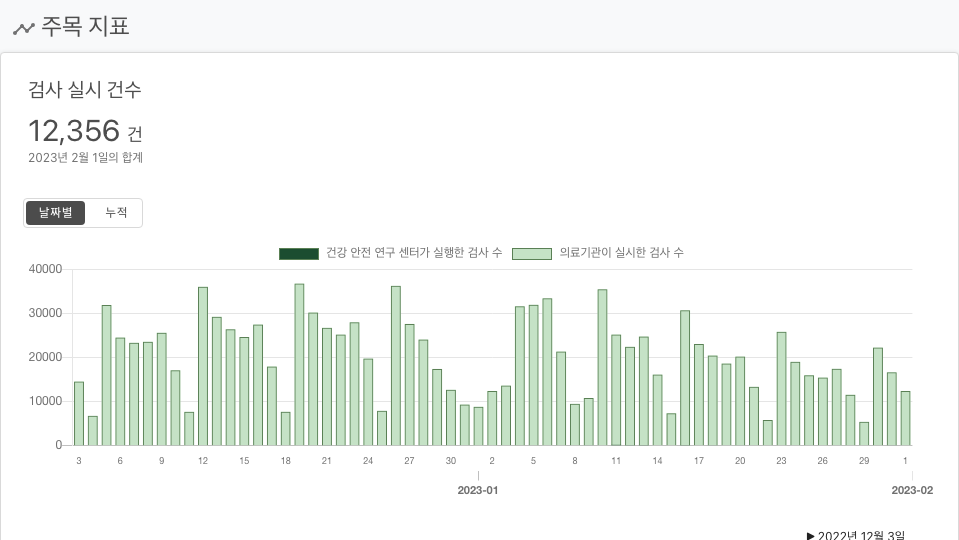 주목 지표
검사 실시 건수
12,356 건
2023년 2월 1일의 합계
날짜별 누적
건강 안전 연구 센터가 실행한 검사 수 의료기관이 실시한 검사 수
40000
30000
20000
10000
0
3 6 9 12 15 18 21 24 27 30 2 5 8 11 14 17 20 23 26 29 1
2023-01 2023-02
▶ 2022년 12월 3일